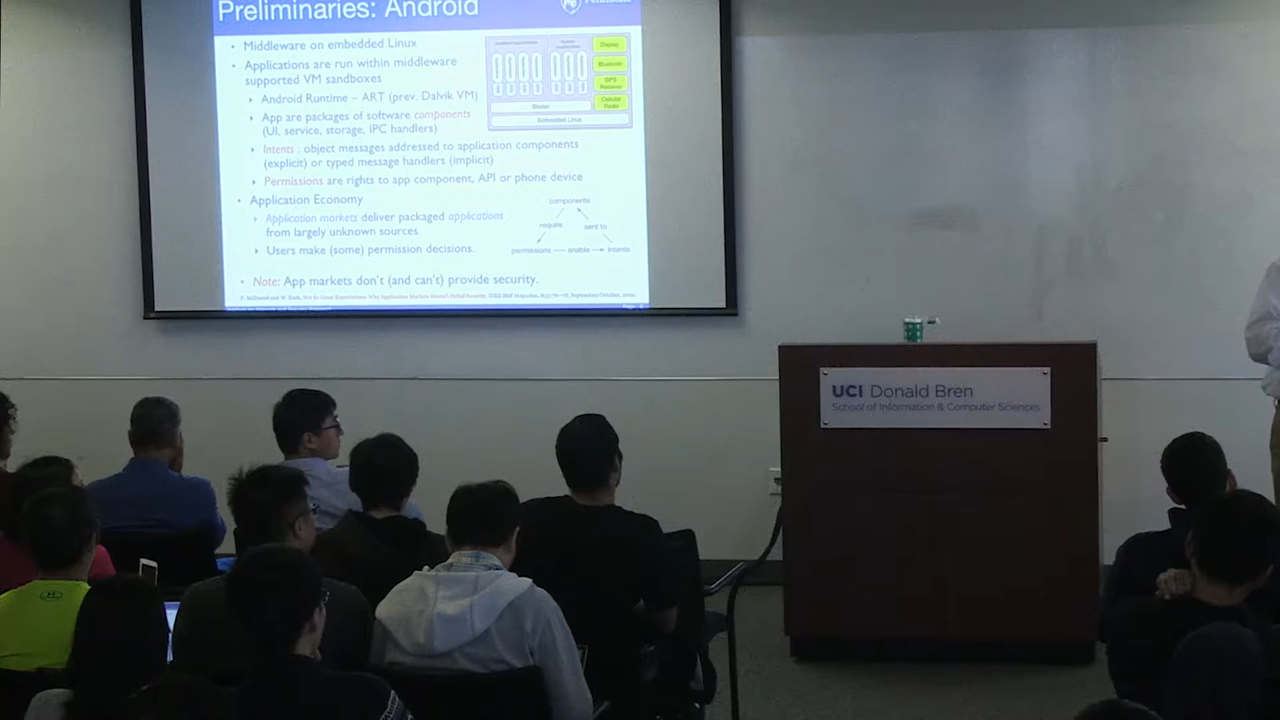 Preliminaries: Android
PennState
Middleware on embedded Linux
Applications are run within middleware
supported VM sandboxes
Android Runtime – ART (prev. Dalvik VM)
App are packages of software components
(UI, service, storage, IPC handlers)
Intents : object messages addressed to application components
(explicit) or typed message handlers (implicit)
Permissions are rights to app component, API or phone device
Application Economy
Application markets deliver packaged applications
from largely unknown sources.
Users make (some) permission decisions.
Note: App markets don't (and can't) provide security.
Display
Bluetooth
GPS
Receiver
Cellular
Radio
Binder
Embedded Linux
components
require
sent to
permissions
enable
intents
UCI Donald Bren
School of Information & Computer Sciences